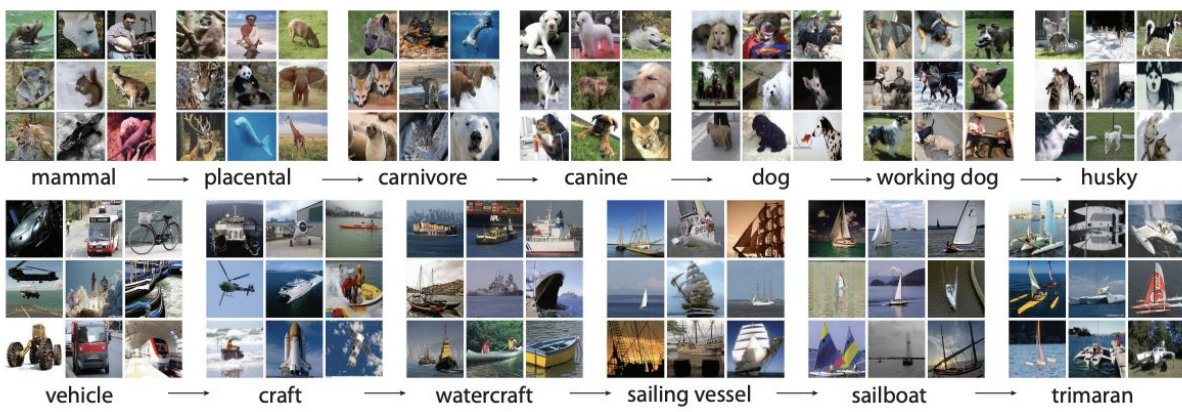 mammal placental carnivore canine dog working dog husky
vehicle craft watercraft sailing vessel sailboat trimaran